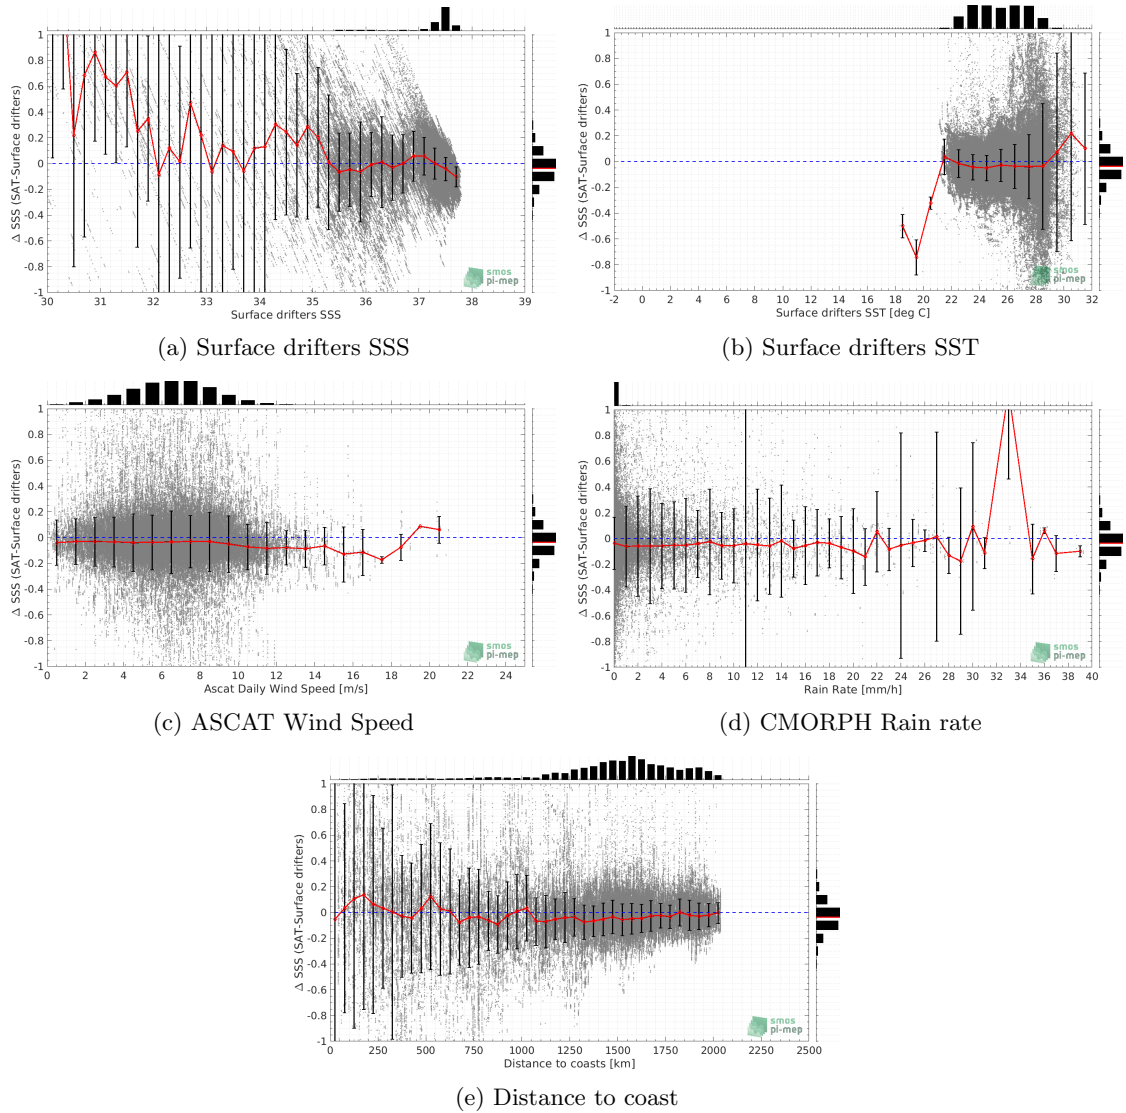 Δ SSS (SAT-Surface drifters)
1
0.8
0.6
0.4
0.2
0
-0.2
-0.4
-0.6
-0.8
-1
30 31 32 33 34 35 36 37 38 39
Surface drifters SSS
smos
pi-mep
(a) Surface drifters SSS
Δ SSS (SAT-Surface drifters)
1
0.8
0.6
0.4
0.2
0
-0.2
-0.4
-0.6
-0.8
-1
-2 0 2 4 6 8 10 12 14 16 18 20 22 24 26 28 30 32
Surface drifters SST [deg C]
smos
pi-mep
(b) Surface drifters SST
Δ SSS (SAT-Surface drifters)
1
0.8
0.6
0.4
0.2
0
-0.2
-0.4
-0.6
-0.8
-1
0 2 4 6 8 10 12 14 16 18 20 22 24
Ascat Daily Wind Speed [m/s]
smos
pi-mep
(c) ASCAT Wind Speed
Δ SSS (SAT-Surface drifters)
1
0.8
0.6
0.4
0.2
0
-0.2
-0.4
-0.6
-0.8
-1
0 2 4 6 8 10 12 14 16 18 20 22 24 26 28 30 32 34 36 38 40
Rain Rate [mm/h]
smos
pi-mep
(d) CMORPH Rain rate
Δ SSS (SAT-Surface drifters)
1
0.8
0.6
0.4
0.2
0
-0.2
-0.4
-0.6
-0.8
-1
0 250 500 750 1000 1250 1500 1750 2000 2250 2500
Distance to coasts [km]
smos
pi-mep
(e) Distance to coast